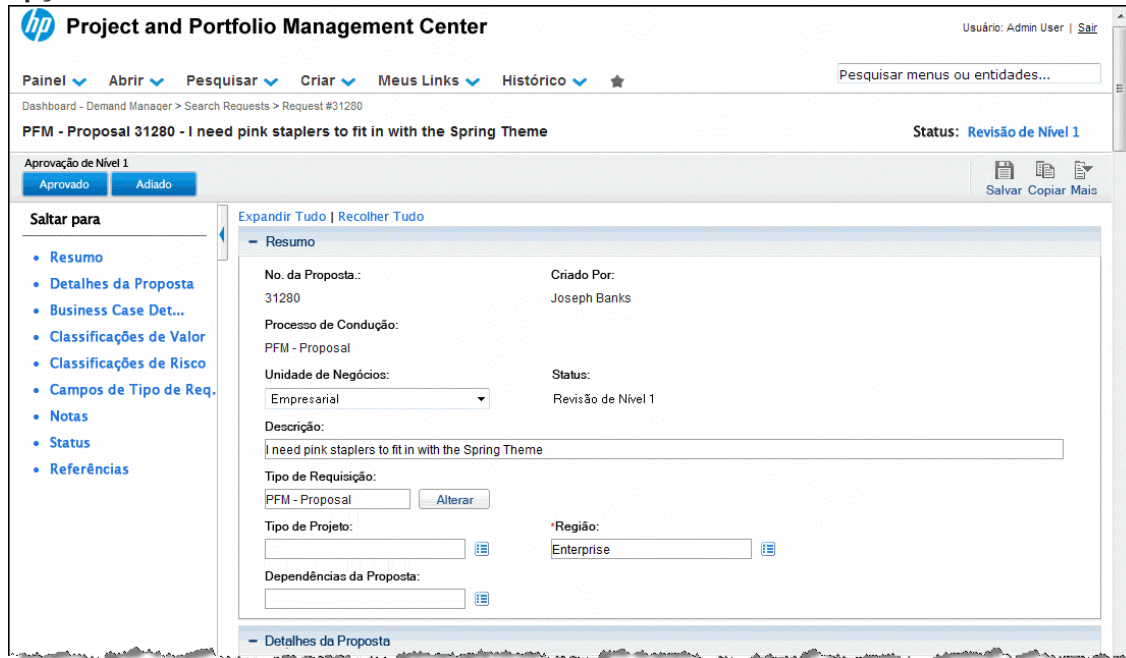 hp Project and Portfolio Management Center
Usuário: Admin User | Sair
Painel Abrir Pesquisar Criar Meus Links Histórico
Pesquisar menus ou entidades...
Dashboard - Demand Manager > Search Requests > Request #31280
PFM - Proposal 31280 - I need pink staplers to fit in with the Spring Theme
Status: Revisão de Nível 1
Aprovação de Nível 1
Aprovado Adiado
Salvar Copiar Mais
Saltar para
Resumo
Detalhes da Proposta
Business Case Det...
Classificações de Valor
Classificações de Risco
Campos de Tipo de Req.
Notas
Status
Referências
Expandir Tudo | Recolher Tudo
– Resumo
No. da Proposta.: Criado Por:
31280 Joseph Banks
Processo de Condução:
PFM - Proposal
Unidade de Negócios: Status:
Empresarial Revisão de Nível 1
Descrição:
I need pink staplers to fit in with the Spring Theme
Tipo de Requisição:
PFM - Proposal Alterar
Tipo de Projeto: *Região:
Enterprise
Dependências da Proposta:
– Detalhes da Proposta